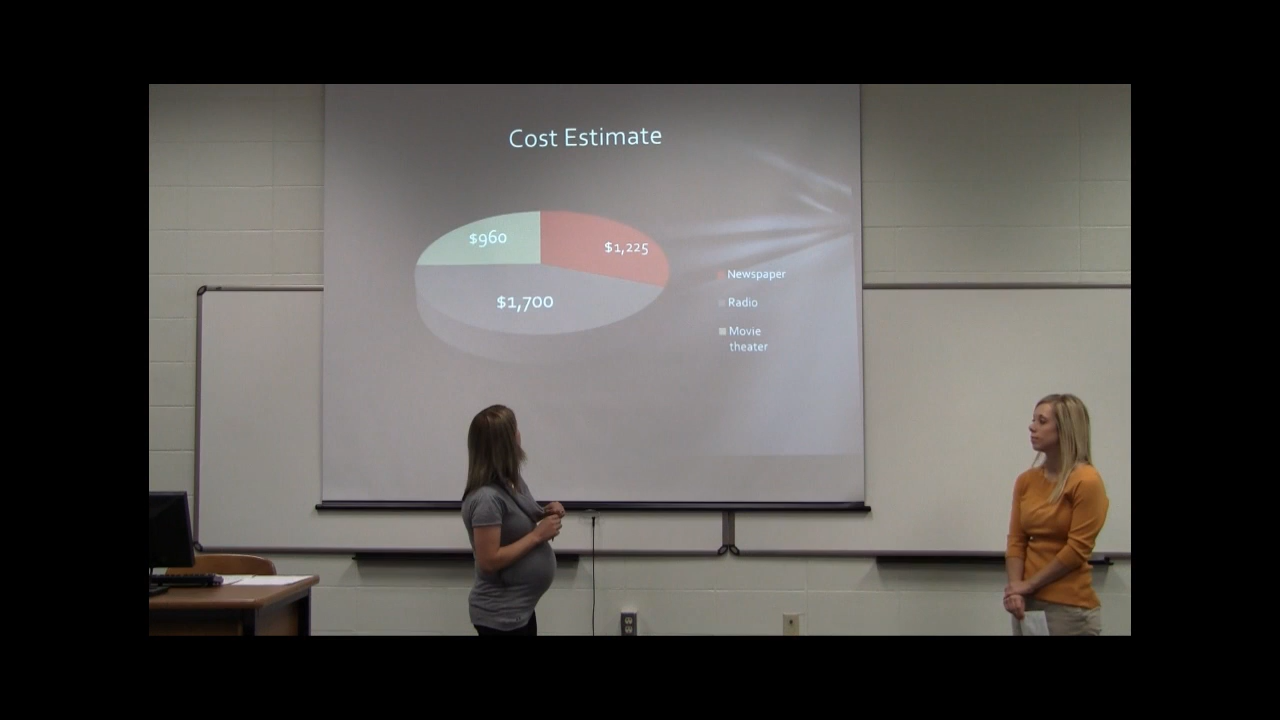 Cost Estimate
$960
$1,225
$1,700
Newspaper
Radio
Movie
theater